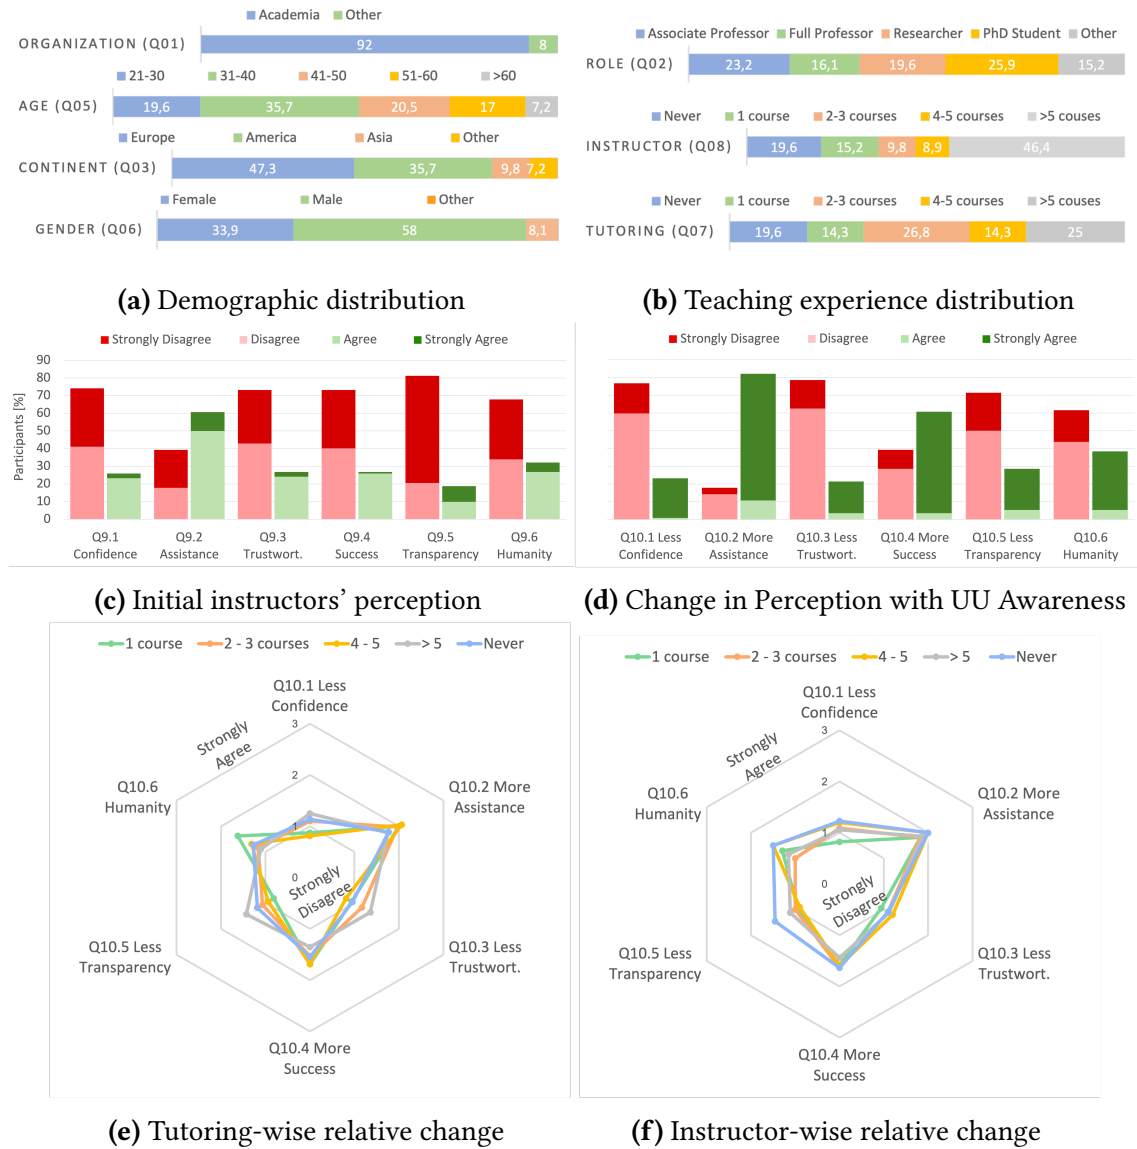 Academia Other
ORGANIZATION (Q01) 92 8
21-30 31-40 41-50 51-60 >60
AGE (Q05) 19,6 35,7 20,5 17 7,2
Europe America Asia Other
CONTINENT (Q03) 47,3 35,7 9,8 7,2
Female Male Other
GENDER (Q06) 33,9 58 8,1
(a) Demographic distribution
Associate Professor Full Professor Researcher PhD Student Other
ROLE (Q02) 23,2 16,1 19,6 25,9 15,2
Never 1 course 2-3 courses 4-5 courses >5 couses
INSTRUCTOR (Q08) 19,6 15,2 9,8 8,9 46,4
Never 1 course 2-3 courses 4-5 courses >5 couses
TUTORING (Q07) 19,6 14,3 26,8 14,3 25
(b) Teaching experience distribution
Strongly Disagree Disagree Agree Strongly Agree
Participants [%]
90
80
70
60
50
40
30
20
10
0
Q9.1 Q9.2 Q9.3 Q9.4 Q9.5 Q9.6
Confidence Assistance Trustwort. Success Transparency Humanity
(c) Initial instructors' perception
Strongly Disagree Disagree Agree Strongly Agree
Q10.1 Less Q10.2 More Q10.3 Less Q10.4 More Q10.5 Less Q10.6
Confidence Assistance Trustwort. Success Transparency Humanity
(d) Change in Perception with UU Awareness
1 course 2 - 3 courses 4 - 5 > 5 Never
Q10.1 Less
Confidence
3
Strongly
Agree
2
Q10.6
Humanity
Q10.2 More
Assistance
1
0
Strongly
Disagree
Q10.5 Less
Transparency
Q10.3 Less
Trustwort.
Q10.4 More
Success
(e) Tutoring-wise relative change
1 course 2 - 3 courses 4 - 5 > 5 Never
Q10.1 Less
Confidence
3
Strongly
Agree
2
Q10.6
Humanity
Q10.2 More
Assistance
1
0
Strongly
Disagree
Q10.5 Less
Transparency
Q10.3 Less
Trustwort.
Q10.4 More
Success
(f) Instructor-wise relative change